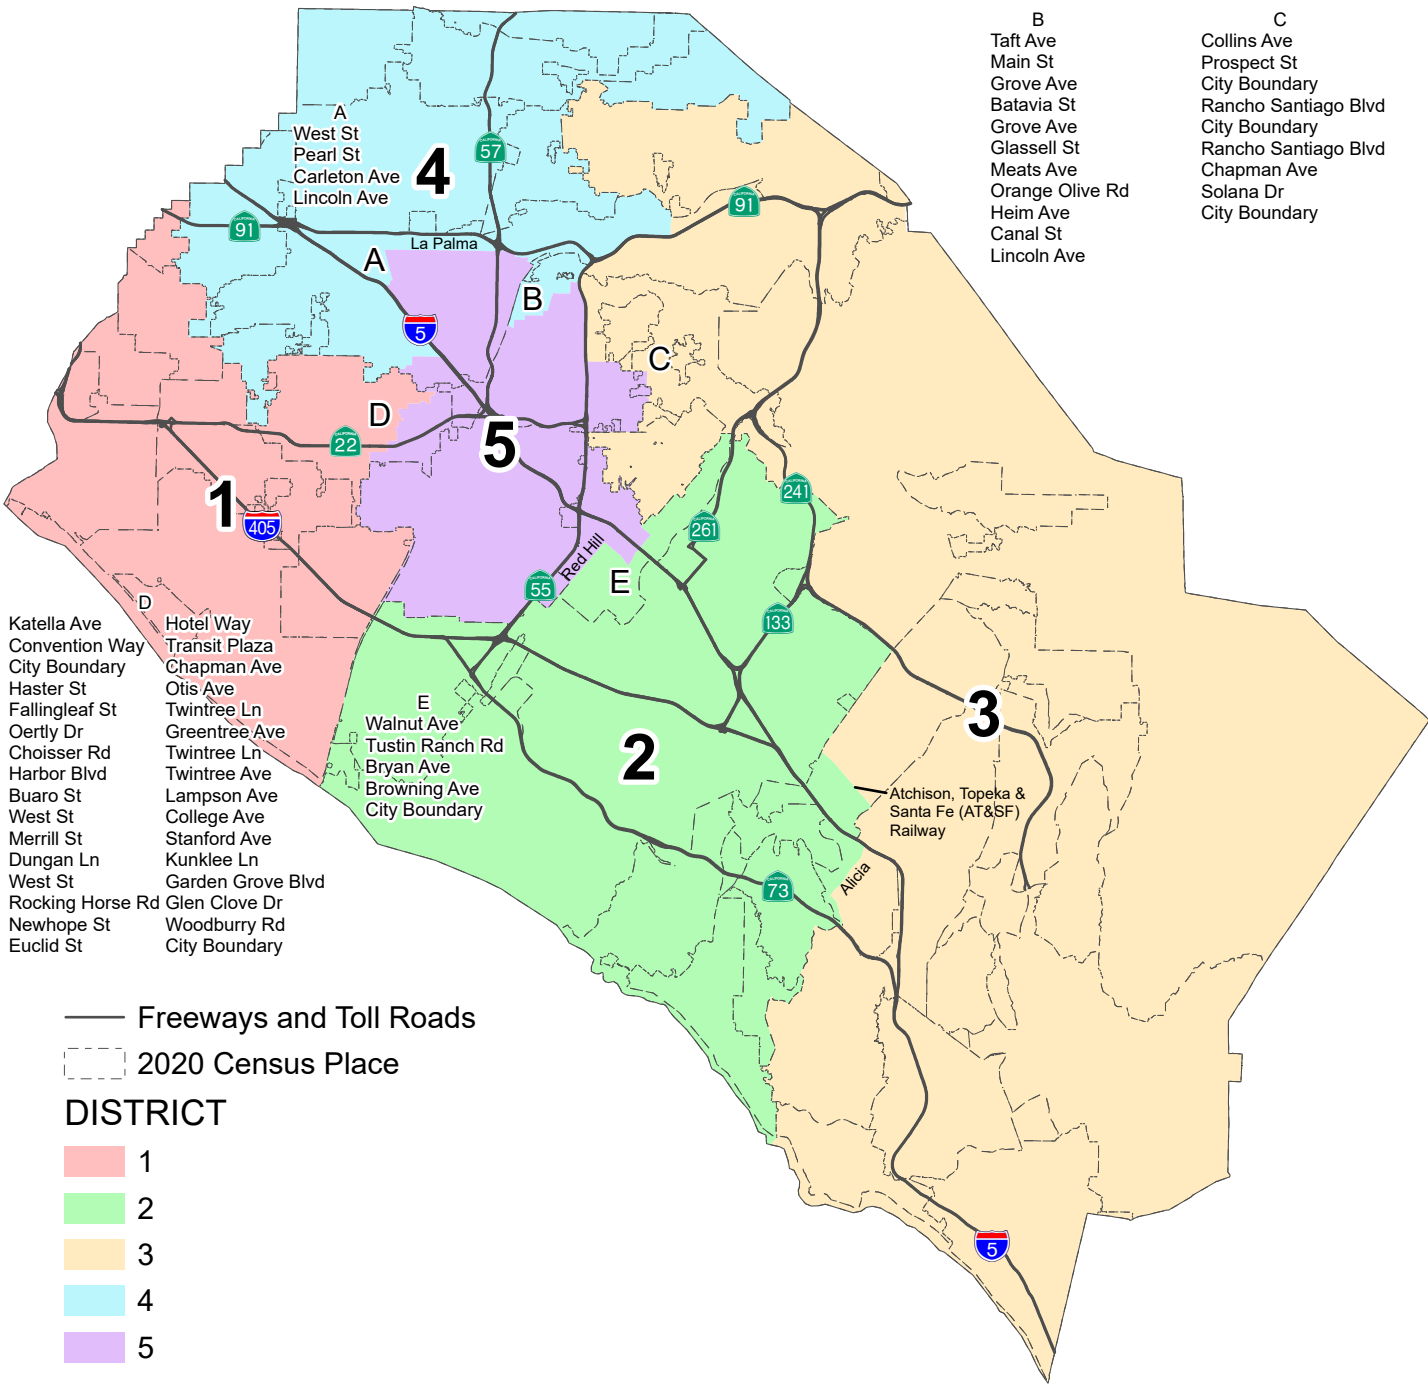 B
Taft Ave
Main St
Grove Ave
Batavia St
Grove Ave
Glassell St
Meats Ave
Orange Olive Rd
Heim Ave
Canal St
Lincoln Ave
C
Collins Ave
Prospect St
City Boundary
Rancho Santiago Blvd
City Boundary
Rancho Santiago Blvd
Chapman Ave
Solana Dr
City Boundary
A
West St
Pearl St
Carleton Ave
Lincoln Ave
4
57
91
91
La Palma
A
B
5
C
D
22
5
1
405
241
261
Red Hill
55
E
133
D
Katella Ave
Convention Way
City Boundary
Haster St
Fallingleaf St
Oertly Dr
Choisser Rd
Harbor Blvd
Buaro St
West St
Merrill St
Dungan Ln
West St
Rocking Horse Rd
Newhope St
Euclid St
Hotel Way
Transit Plaza
Chapman Ave
Otis Ave
Twintree Ln
Greentree Ave
Twintree Ln
Twintree Ave
Lampson Ave
College Ave
Stanford Ave
Kunklee Ln
Garden Grove Blvd
Glen Clove Dr
Woodburry Rd
City Boundary
E
Walnut Ave
Tustin Ranch Rd
Bryan Ave
Browning Ave
City Boundary
2
3
Atchison, Topeka &
Santa Fe (AT&SF)
Railway
Alicia
73
5
Freeways and Toll Roads
2020 Census Place
DISTRICT
1
2
3
4
5